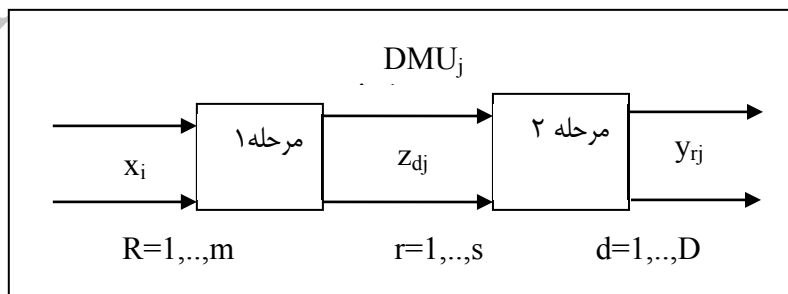 DMUj
مرحله۱
مرحله ۲
xi
zdj
yrj
R=1,..,m
r=1,..,s
d=1,..,D